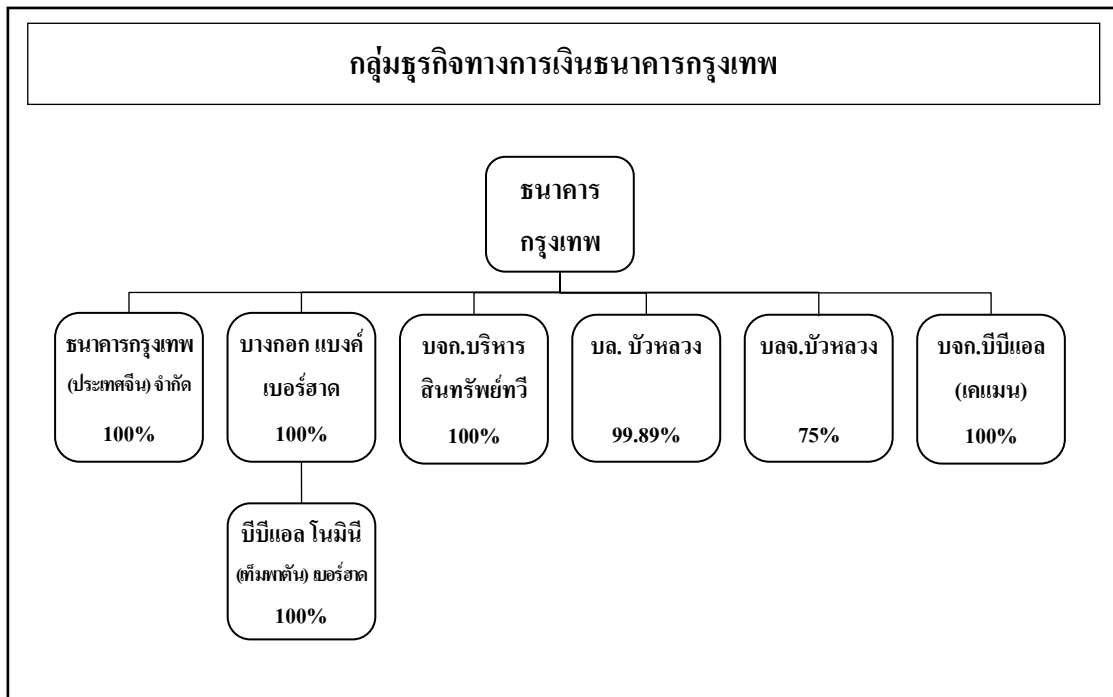 กลุ่มธุรกิจทางการเงินธนาคารกรุงเทพ
ธนาคาร
กรุงเทพ
ธนาคารกรุงเทพ
(ประเทศจีน) จำกัด
100%
บางกอก แบงค์
เบอร์ฮาด
100%
บจก.บริหาร
สินทรัพย์ทวี
100%
บล. บัวหลวง
99.89%
บลจ.บัวหลวง
75%
บจก.บีบีแอล
(เคแมน)
100%
บีบีแอล โนมินี
(เท็มพาตัน) เบอร์ฮาด
100%